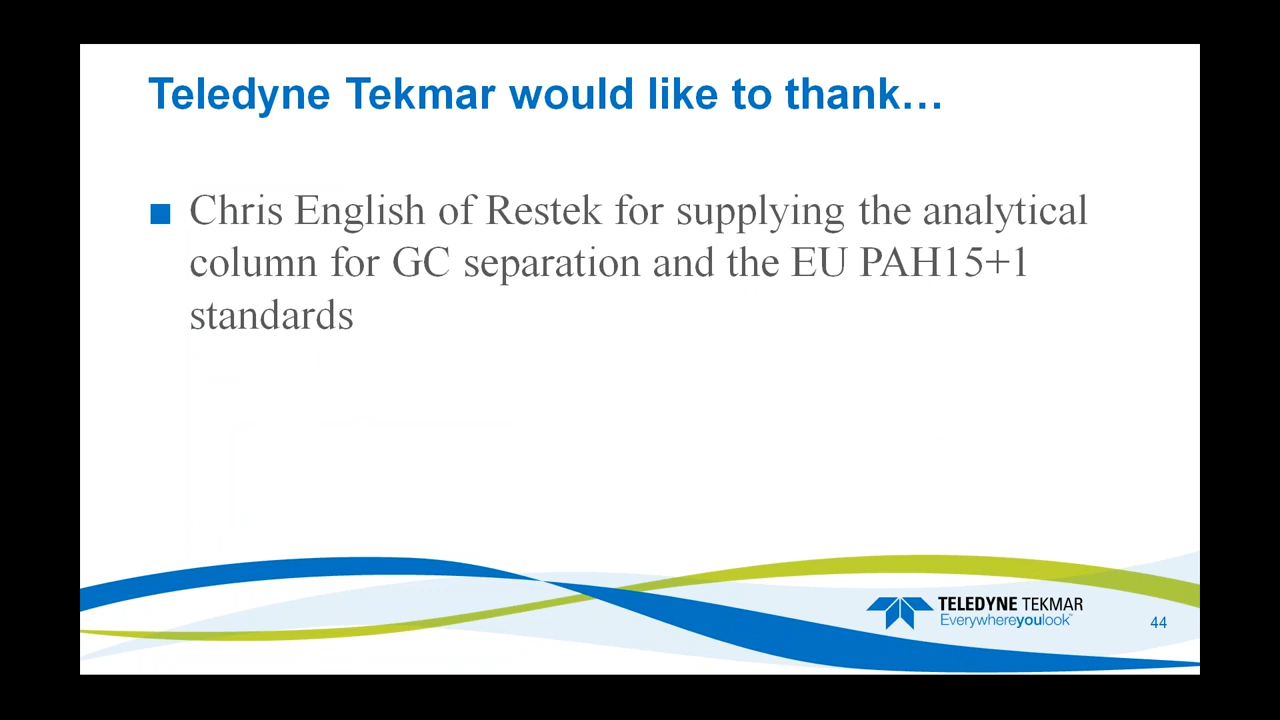 Teledyne Tekmar would like to thank…
Chris English of Restek for supplying the analytical
column for GC separation and the EU PAH15+1
standards
TELEDYNE TEKMAR
Everywhereyoulook™
44